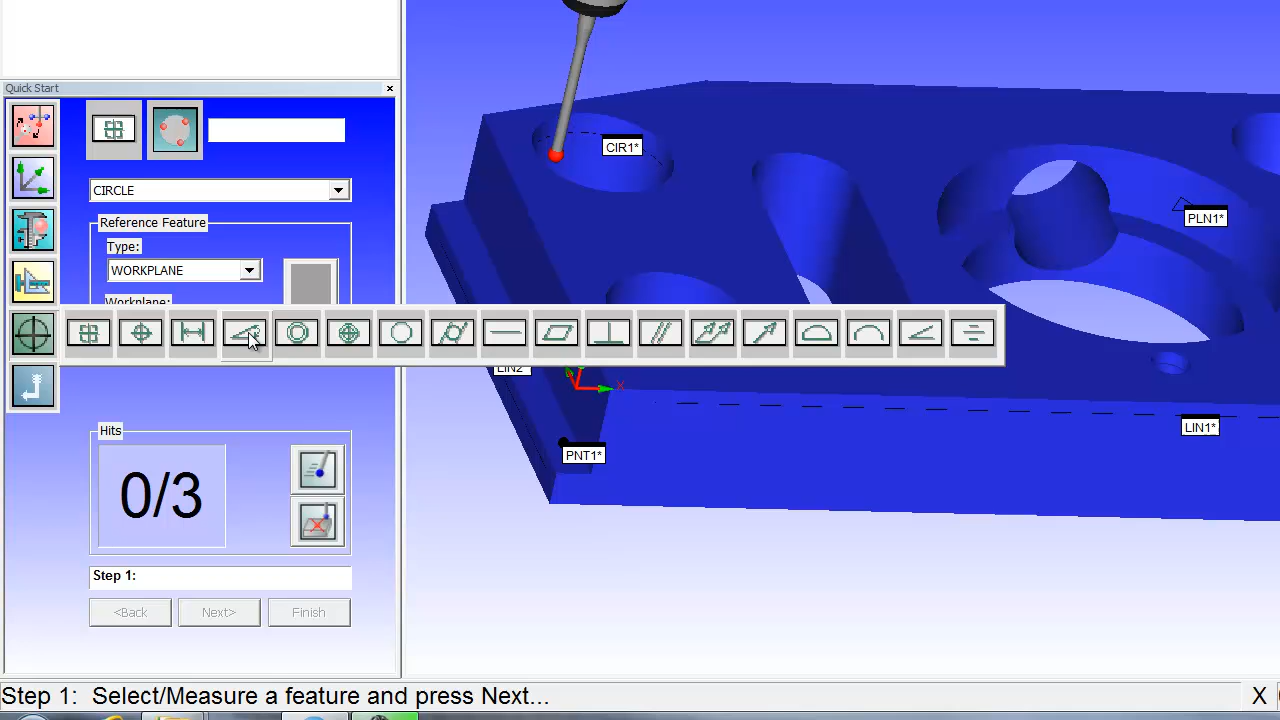 Quick Start
CIRCLE
Reference Feature
Type:
WORKPLANE
Workplane:
Hits
0/3
Step 1:
<Back
Next>
Finish
CIR1*
PLN1*
LIN2
X
LIN1*
PNT1*
Step 1: Select/Measure a feature and press Next...
X